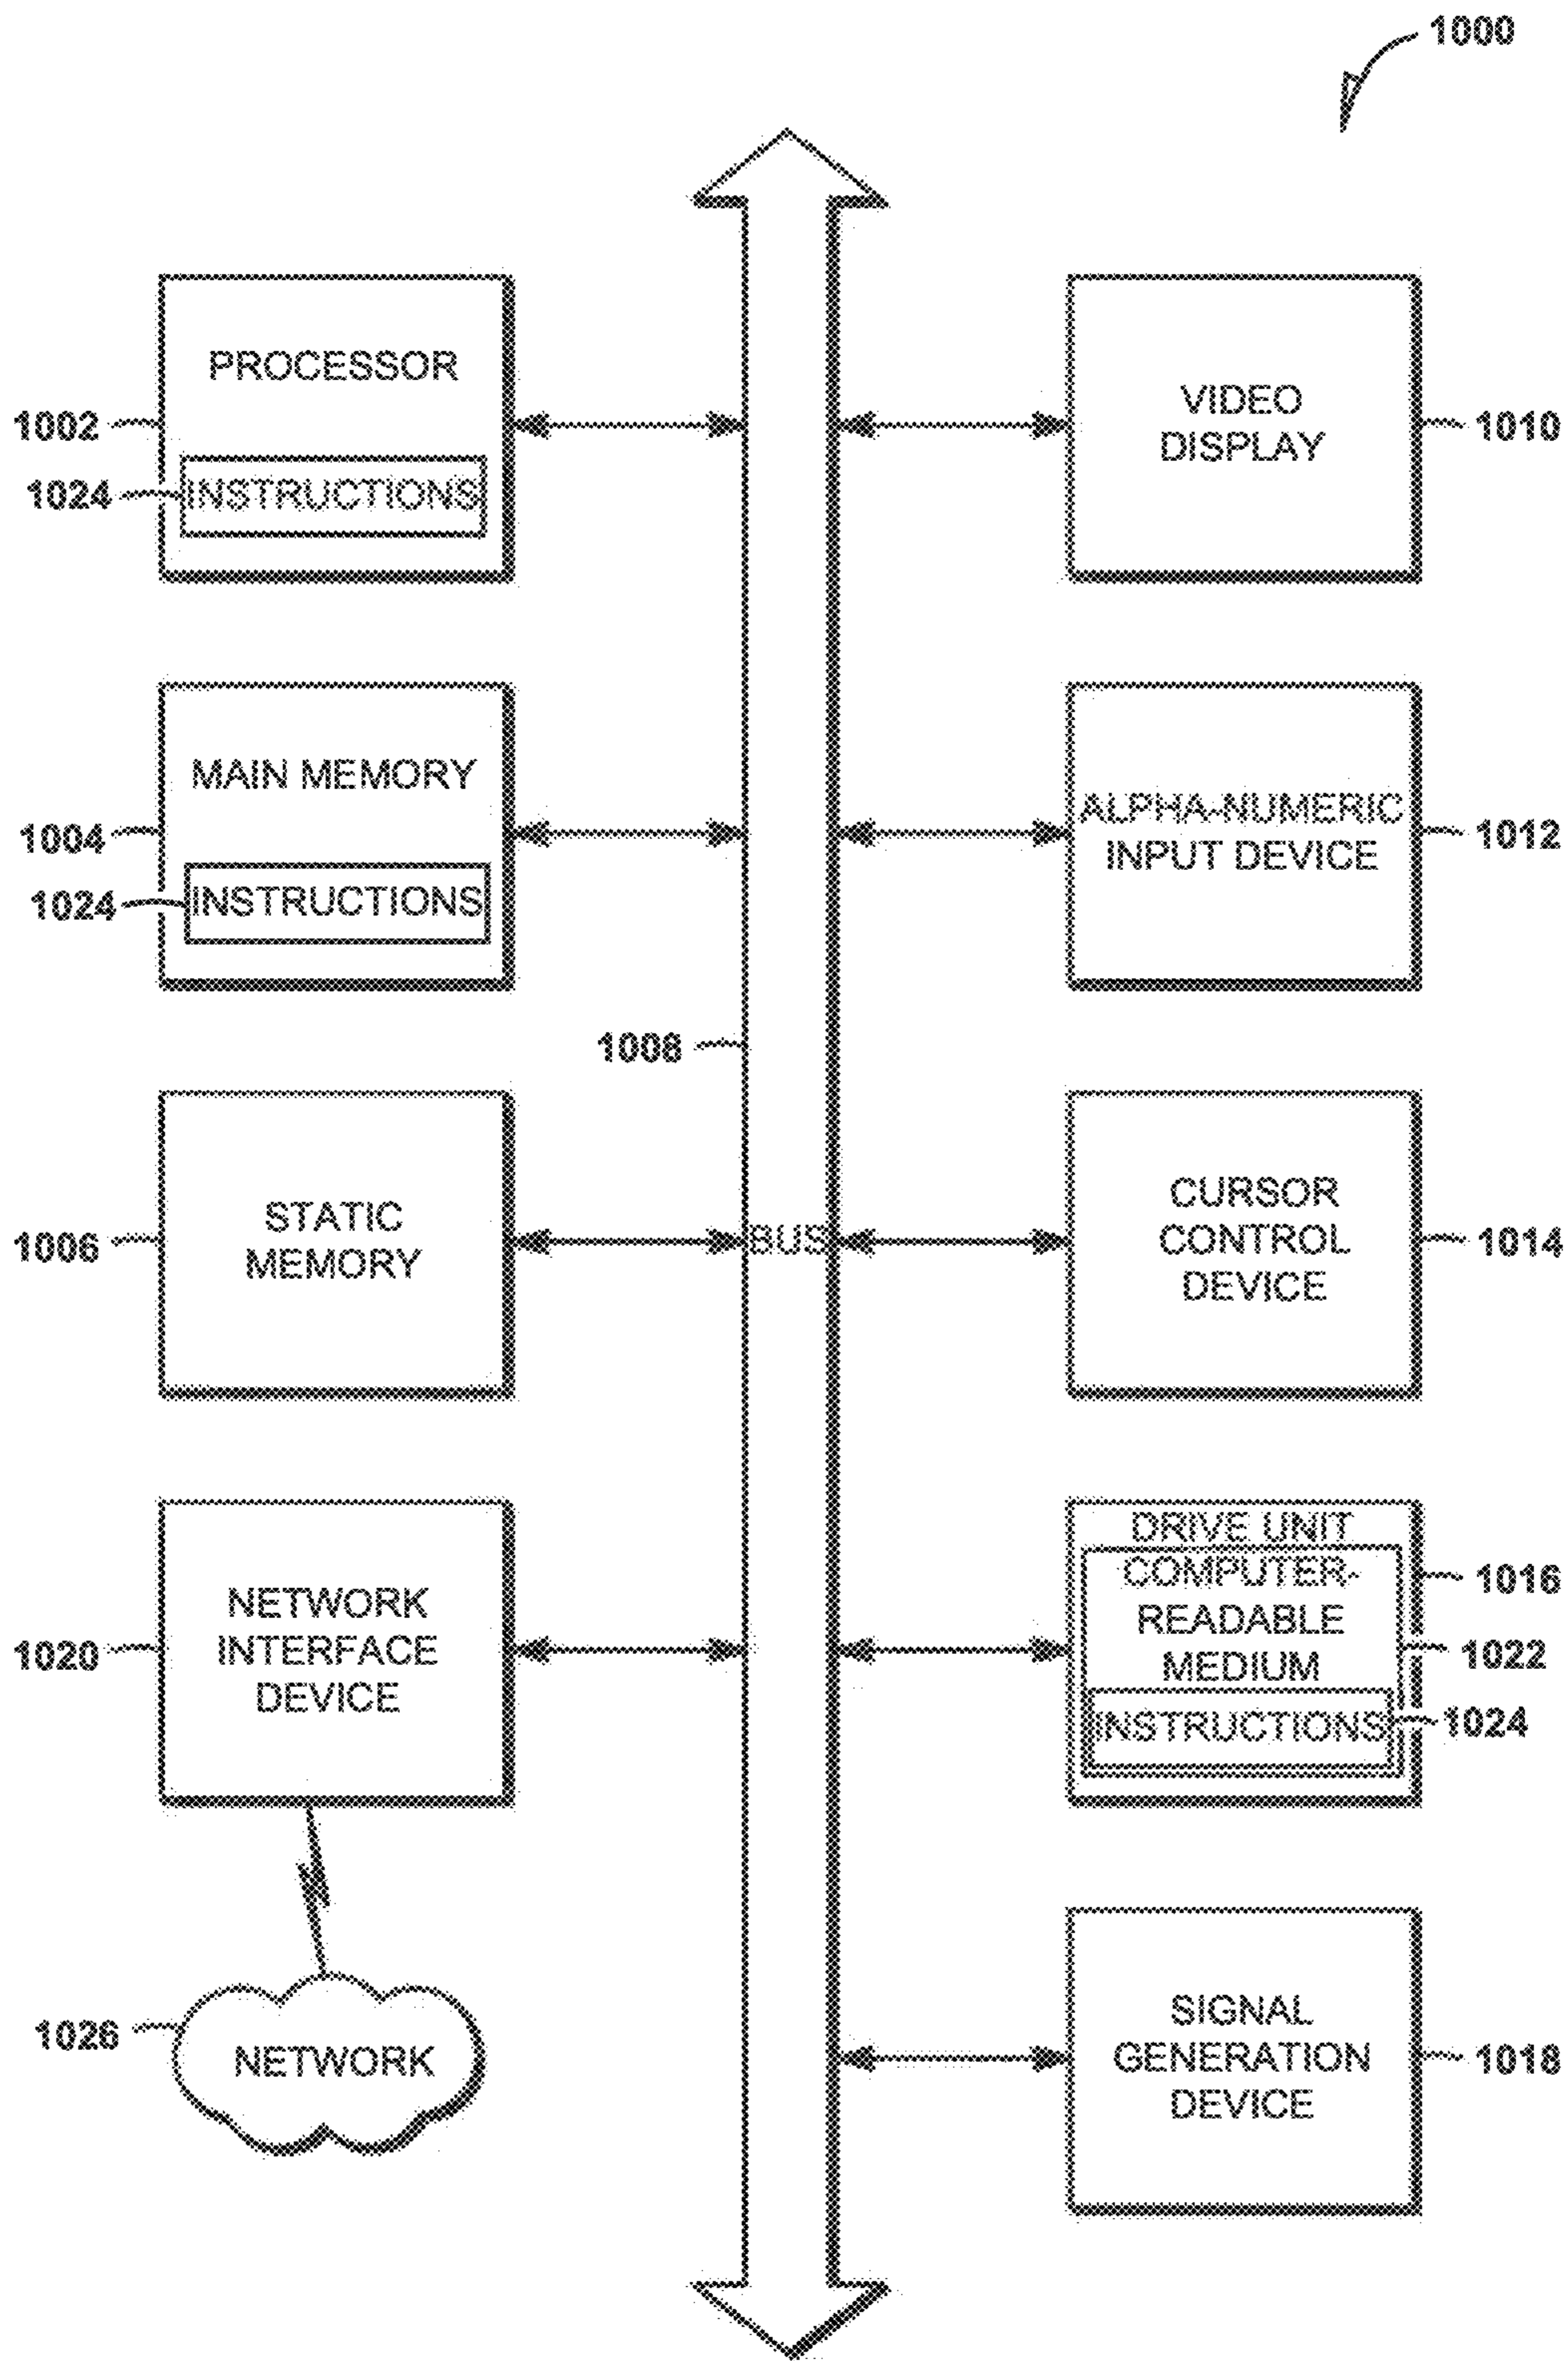 1000
PROCESSOR
1002
1024
INSTRUCTIONS
VIDEO
DISPLAY
1010
MAIN MEMORY
1004
1024
INSTRUCTIONS
ALPHA-NUMERIC
INPUT DEVICE
1012
1008
STATIC
MEMORY
1006
BUS
CURSOR
CONTROL
DEVICE
1014
NETWORK
INTERFACE
DEVICE
1020
DRIVE UNIT
COMPUTER-
READABLE
MEDIUM
INSTRUCTIONS
1016
1022
1024
1026
NETWORK
SIGNAL
GENERATION
DEVICE
1018